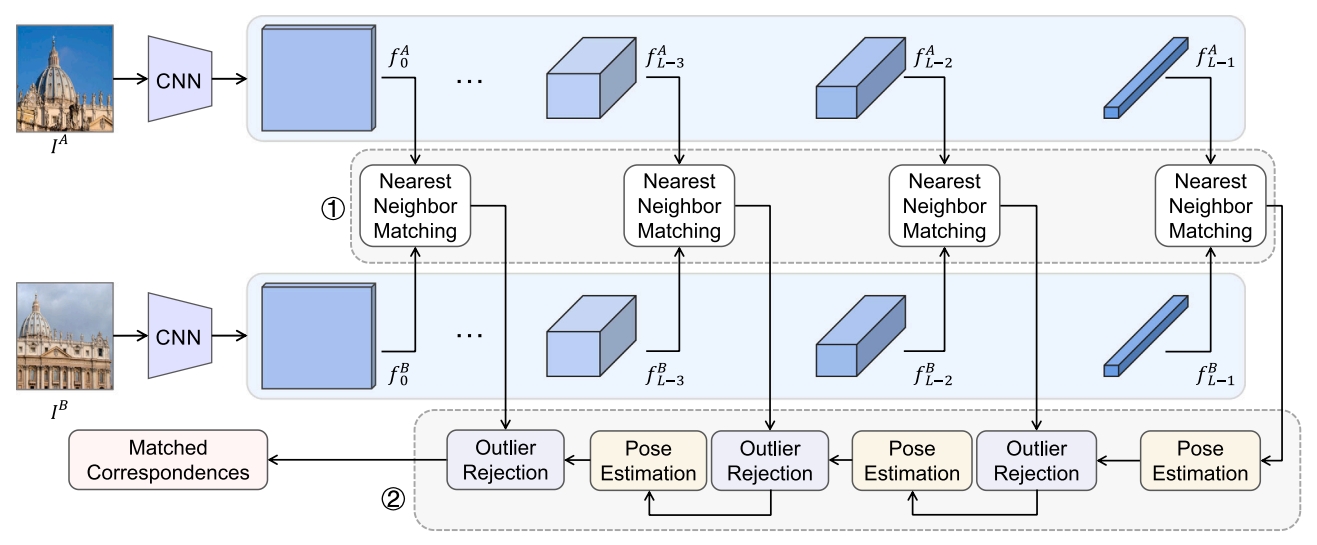 CNN
f_0^A
...
f_{L-3}^A
f_{L-2}^A
f_{L-1}^A
I^A
①
Nearest
Neighbor
Matching
Nearest
Neighbor
Matching
Nearest
Neighbor
Matching
Nearest
Neighbor
Matching
CNN
...
f_0^B
f_{L-3}^B
f_{L-2}^B
f_{L-1}^B
I^B
Matched
Correspondences
②
Outlier
Rejection
Pose
Estimation
Outlier
Rejection
Pose
Estimation
Outlier
Rejection
Pose
Estimation